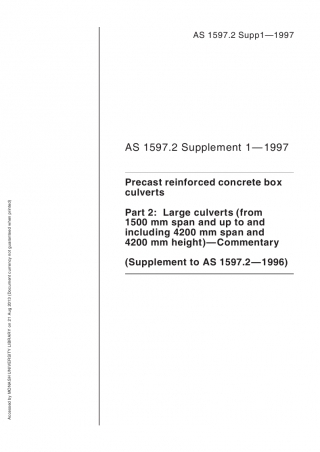 AS 1597.2 Supp1—1997
AS 1597.2 Supplement 1—1997
Precast reinforced concrete box
culverts
Part 2: Large culverts (from
1500 mm span and up to and
including 4200 mm span and
4200 mm height)—Commentary
(Supplement to AS 1597.2—1996)
Accessed by MONASH UNIVERSITY LIBRARY on 21 Aug 2013 (Document currency not guaranteed when printed)